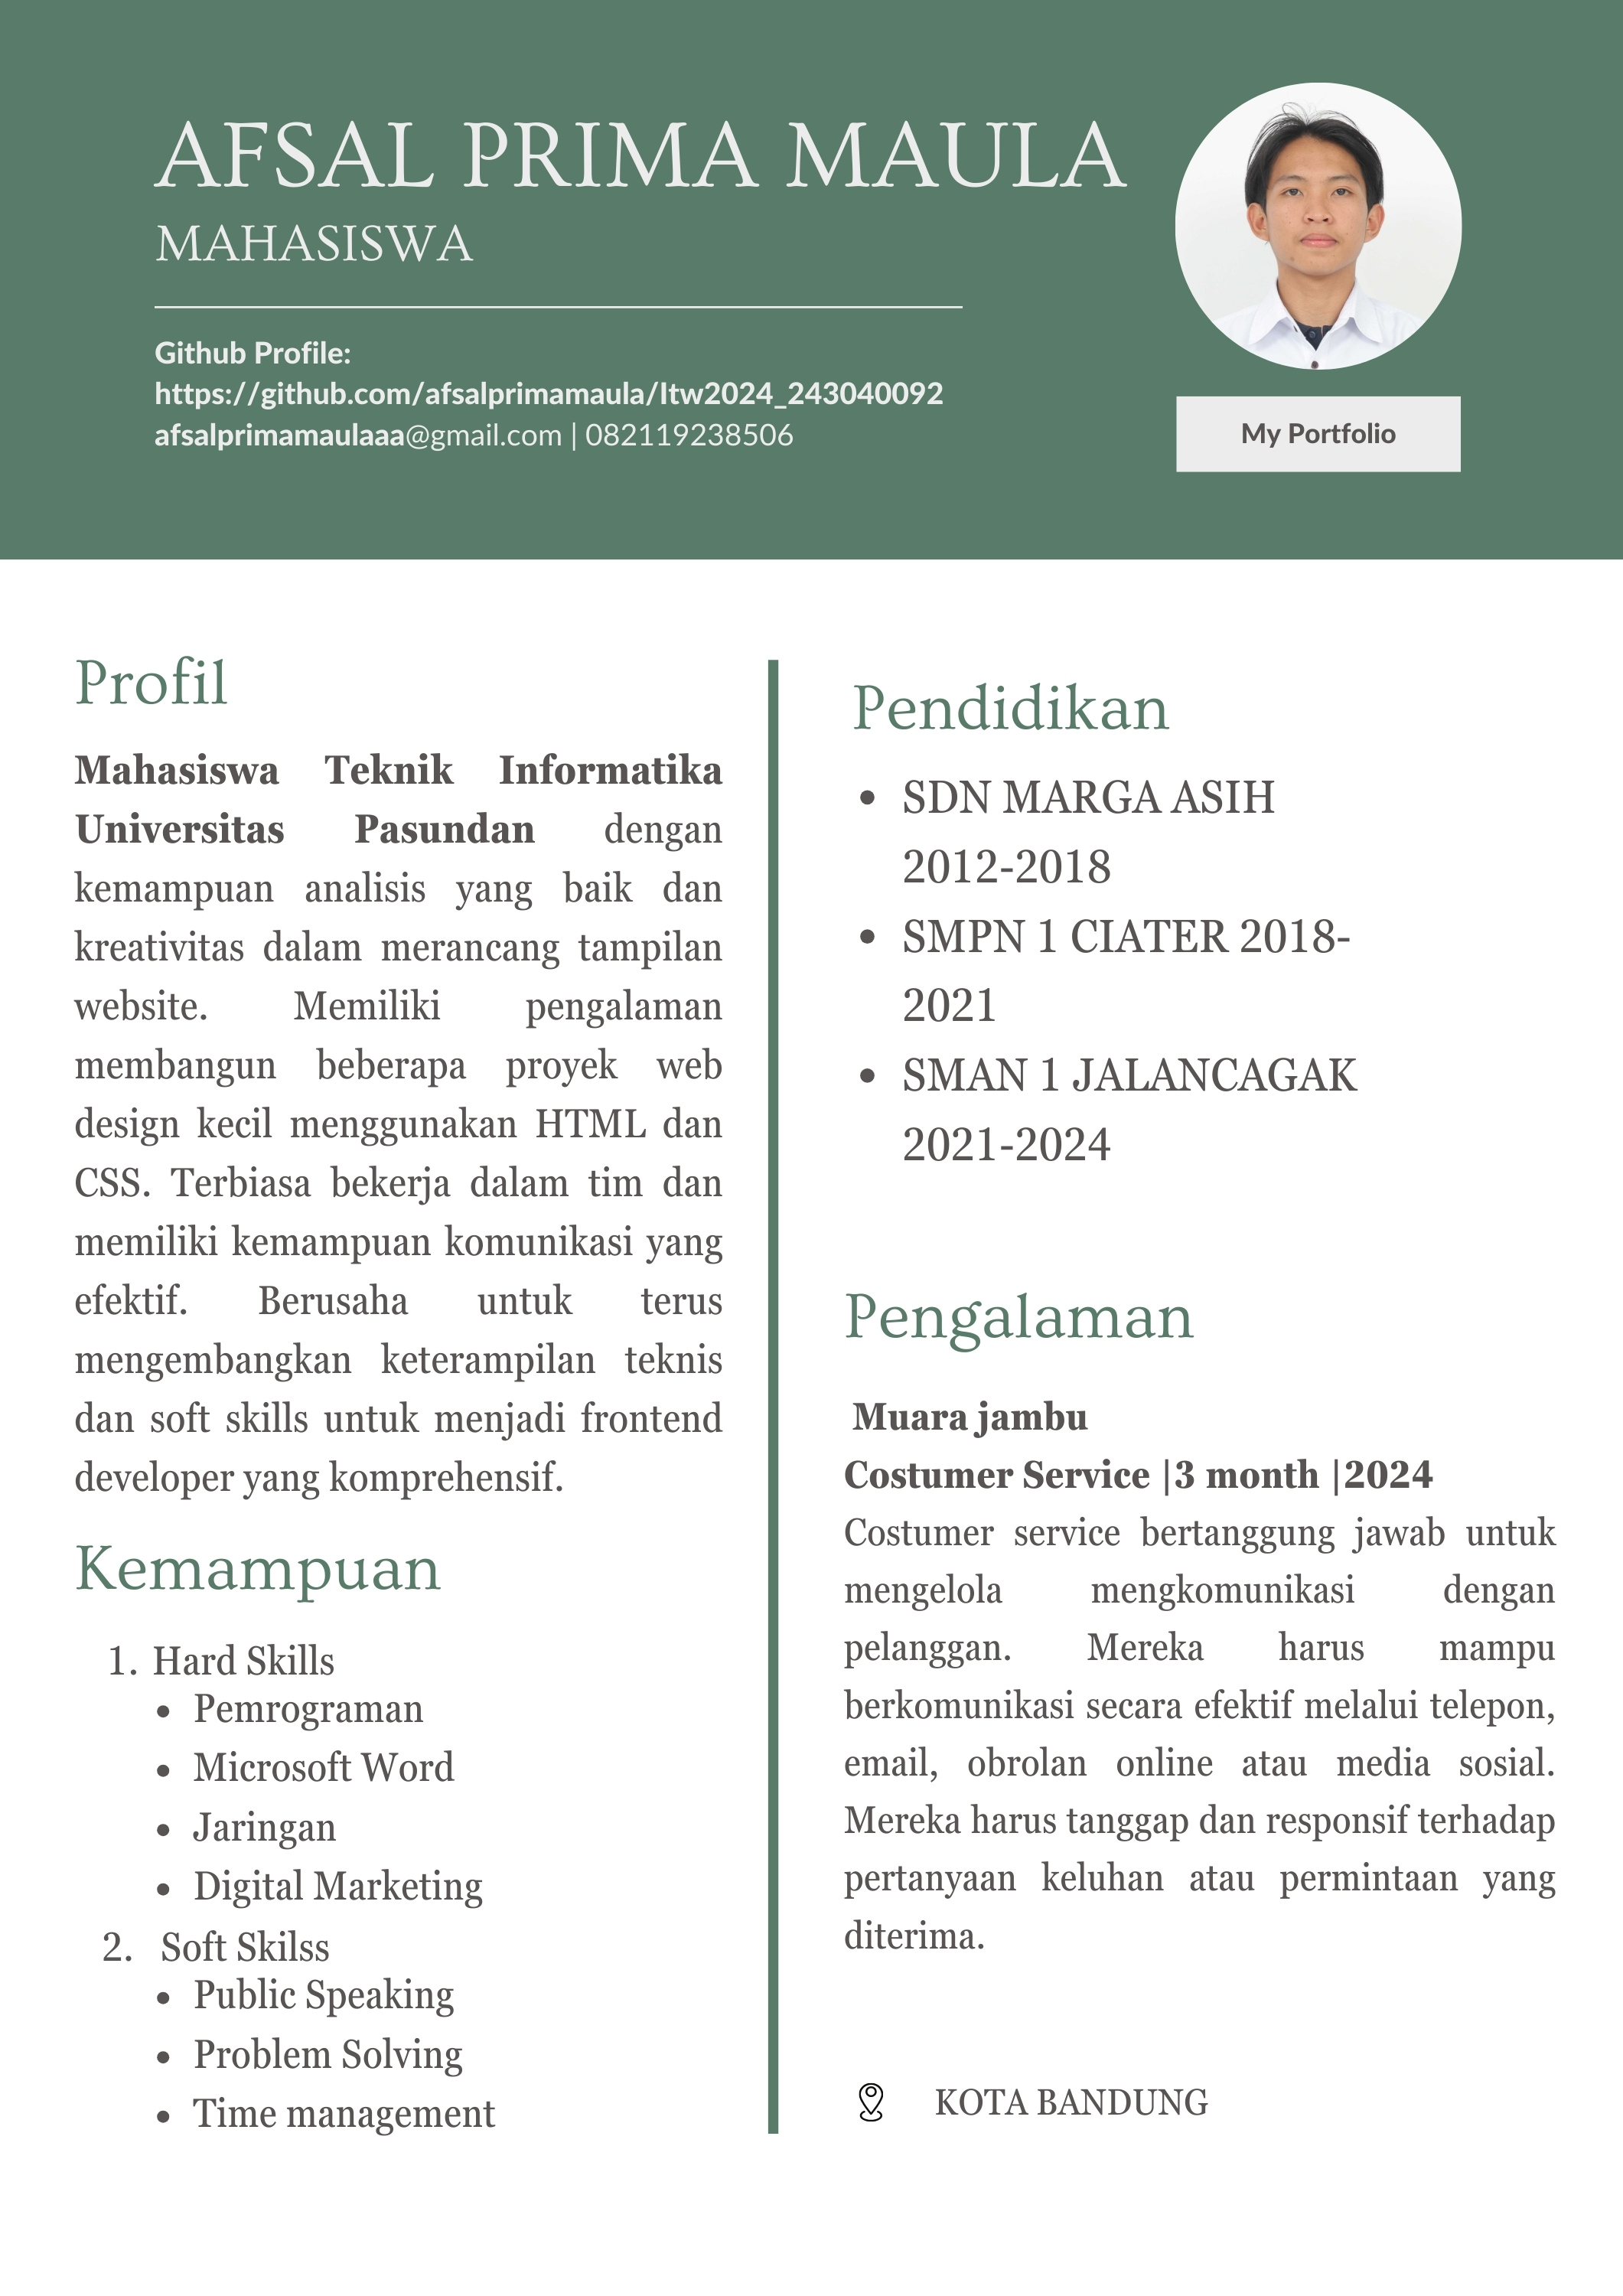 AFSAL PRIMA MAULA
MAHASISWA
Github Profile:
https://github.com/afsalprimamaula/Itw2024_243040092
afsalprimamaulaaa@gmail.com | 082119238506
My Portfolio
Profil
Mahasiswa Teknik Informatika
Universitas Pasundan dengan
kemampuan analisis yang baik dan
kreativitas dalam merancang tampilan
website. Memiliki pengalaman
membangun beberapa proyek web
design kecil menggunakan HTML dan
CSS. Terbiasa bekerja dalam tim dan
memiliki kemampuan komunikasi yang
efektif. Berusaha untuk terus
mengembangkan keterampilan teknis
dan soft skills untuk menjadi frontend
developer yang komprehensif.
Kemampuan
1. Hard Skills
• Pemrograman
• Microsoft Word
• Jaringan
• Digital Marketing
2. Soft Skilss
• Public Speaking
• Problem Solving
• Time management
Pendidikan
• SDN MARGA ASIH
2012-2018
• SMPN 1 CIATER 2018-
2021
• SMAN 1 JALANCAGAK
2021-2024
Pengalaman
Muara jambu
Costumer Service |3 month |2024
Costumer service bertanggung jawab untuk
mengelola mengkomunikasi dengan
pelanggan. Mereka harus mampu
berkomunikasi secara efektif melalui telepon,
email, obrolan online atau media sosial.
Mereka harus tanggap dan responsif terhadap
pertanyaan keluhan atau permintaan yang
diterima.
KOTA BANDUNG